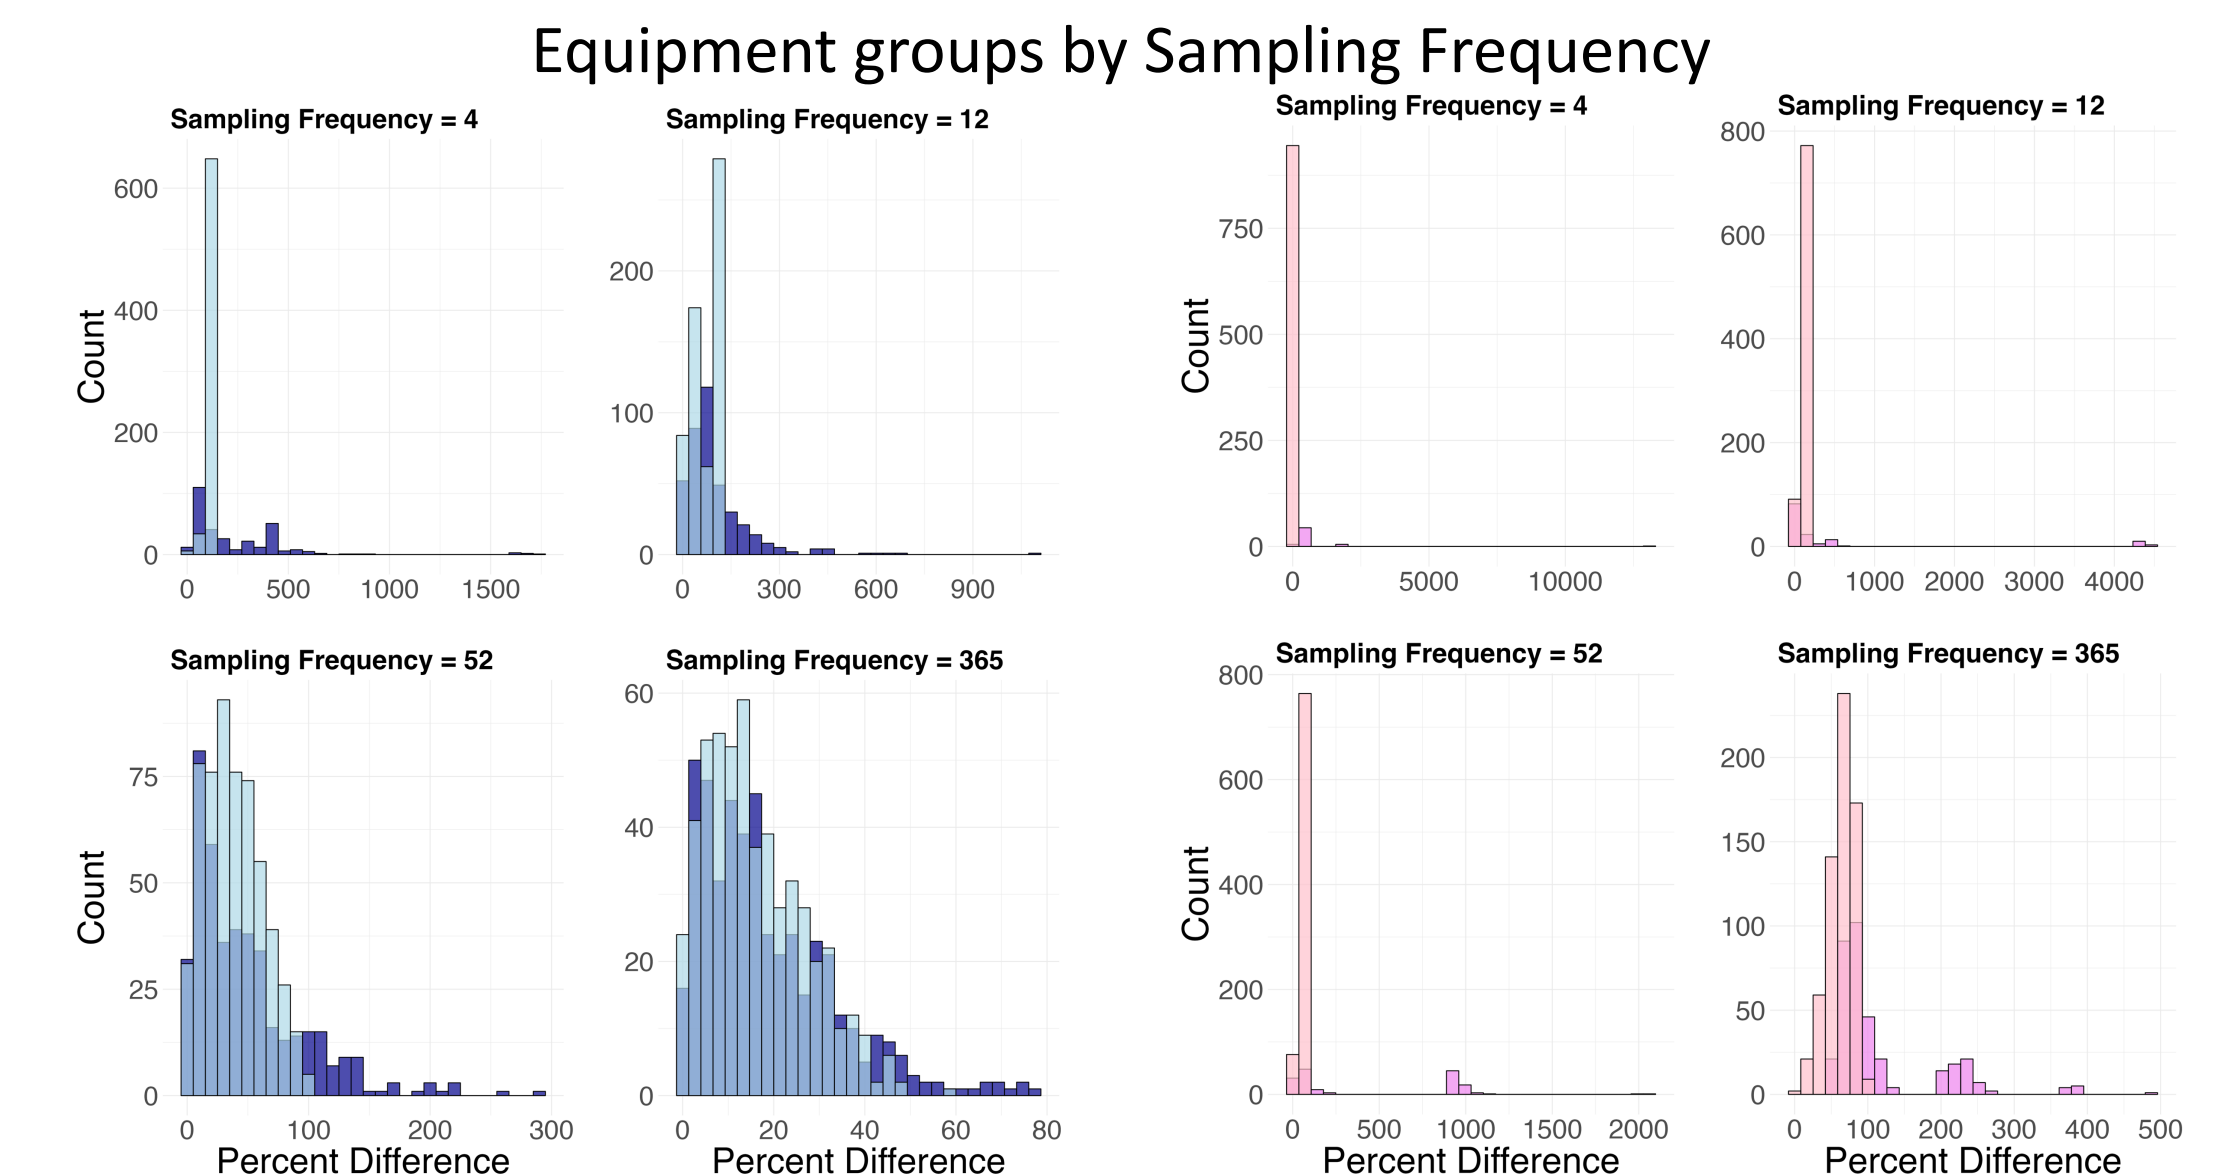 Equipment groups by Sampling Frequency
Sampling Frequency = 4
Count
600
400
200
0
0 500 1000 1500
Sampling Frequency = 12
200
100
0
0 300 600 900
Sampling Frequency = 4
Count
750
500
250
0
0 5000 10000
Sampling Frequency = 12
800
600
400
200
0
0 1000 2000 3000 4000
Sampling Frequency = 52
Count
75
50
25
0
0 100 200 300
Percent Difference
Sampling Frequency = 365
60
40
20
0
0 20 40 60 80
Percent Difference
Sampling Frequency = 52
Count
800
600
400
200
0
0 500 1000 1500 2000
Percent Difference
Sampling Frequency = 365
200
150
100
50
0
0 100 200 300 400 500
Percent Difference